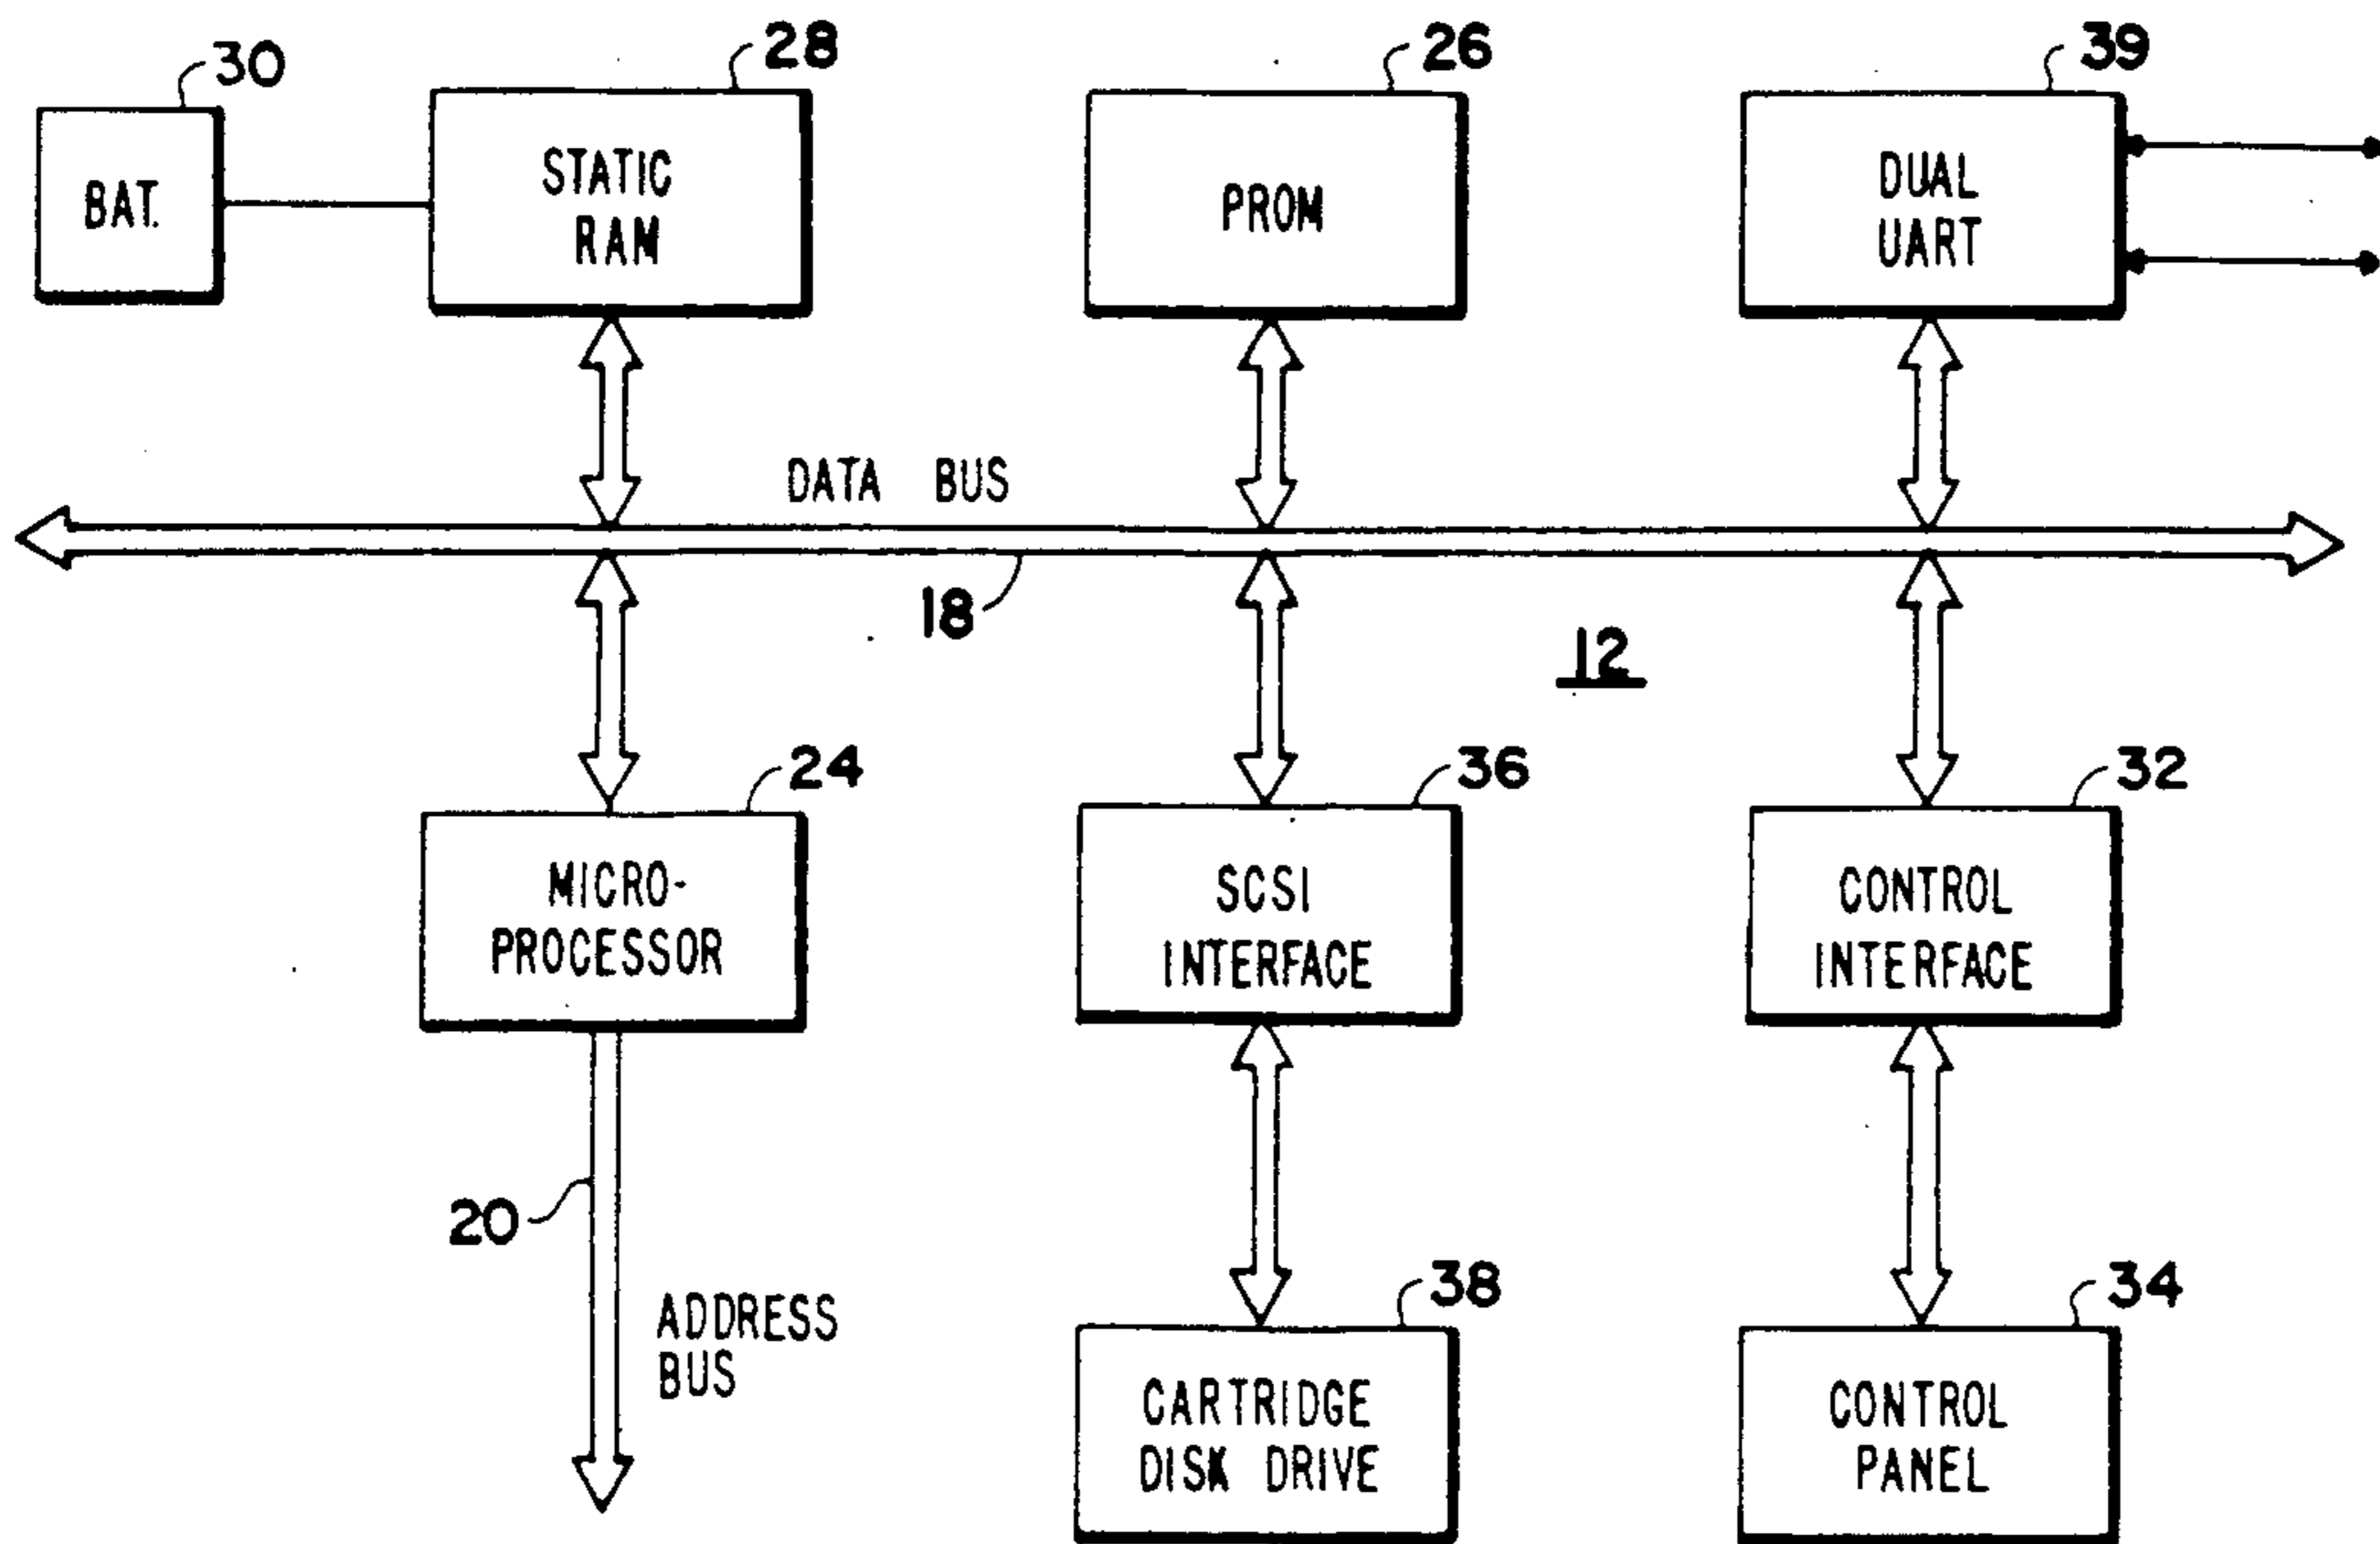 30
28
26
39
BAT.
STATIC
RAM
PROM
DUAL
UART
DATA BUS
18
12
24
36
32
MICRO-
PROCESSOR
SCSI
INTERFACE
CONTROL
INTERFACE
20
ADDRESS
BUS
38
34
CARTRIDGE
DISK DRIVE
CONTROL
PANEL